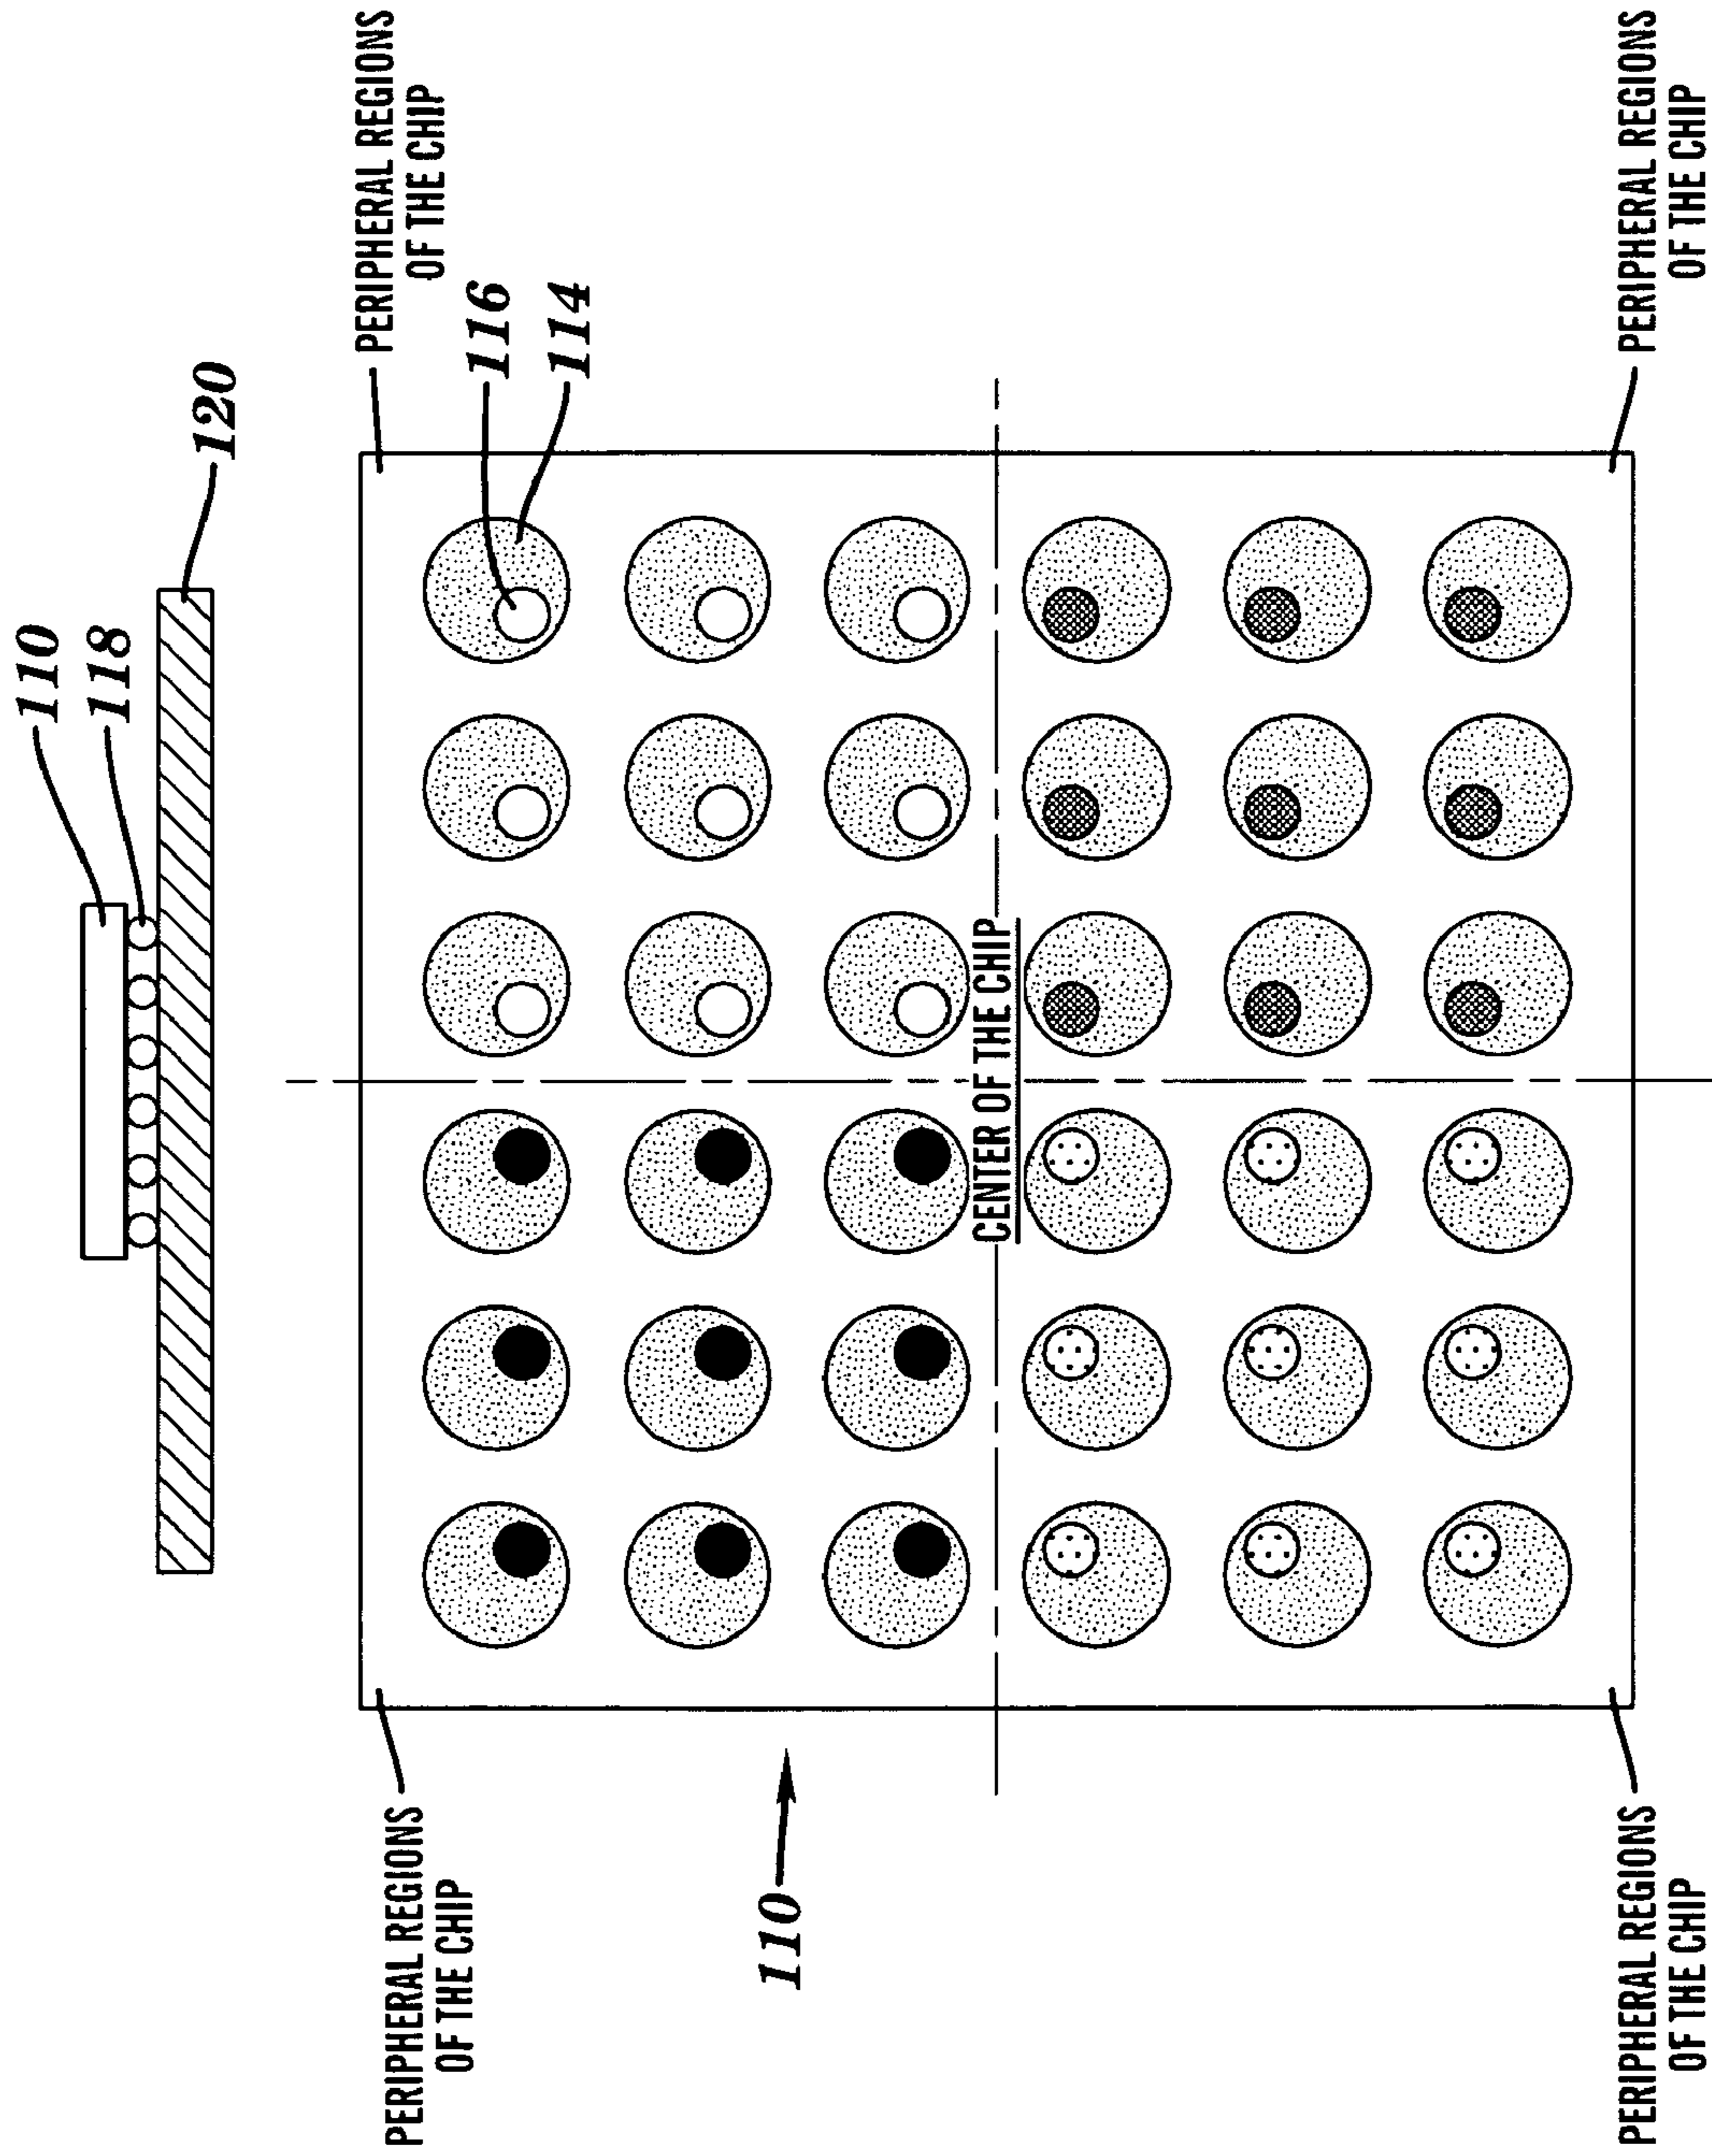 110
118
120
PERIPHERAL REGIONS
OF THE CHIP
PERIPHERAL REGIONS
OF THE CHIP
116
114
110
CENTER OF THE CHIP
PERIPHERAL REGIONS
OF THE CHIP
PERIPHERAL REGIONS
OF THE CHIP